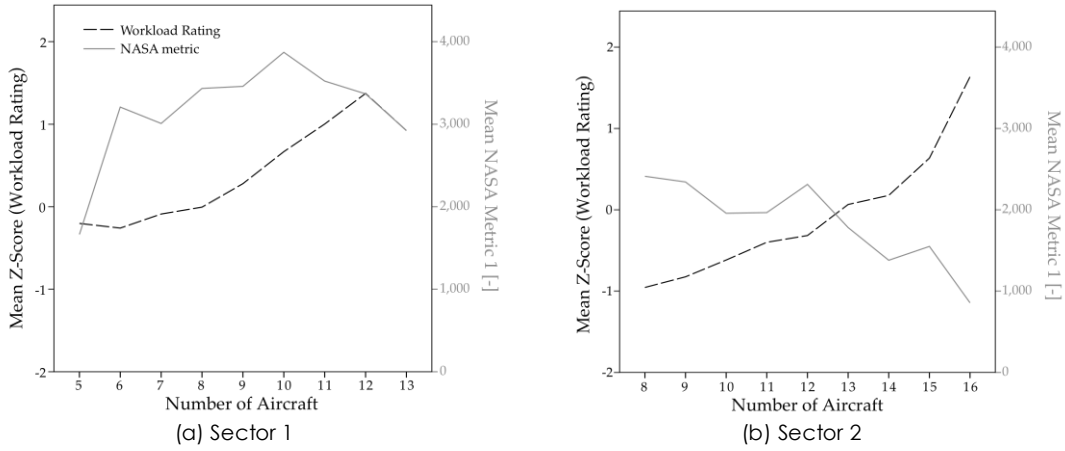 Workload Rating
NASA metric
Mean Z-Score (Workload Rating)
2
1
0
-1
-2
4,000
3,000
2,000
1,000
0
Mean NASA Metric 1 [-]
5 6 7 8 9 10 11 12 13
Number of Aircraft
(a) Sector 1
Mean Z-Score (Workload Rating)
2
1
0
-1
-2
4,000
3,000
2,000
1,000
0
Mean NASA Metric 1 [-]
8 9 10 11 12 13 14 15 16
Number of Aircraft
(b) Sector 2